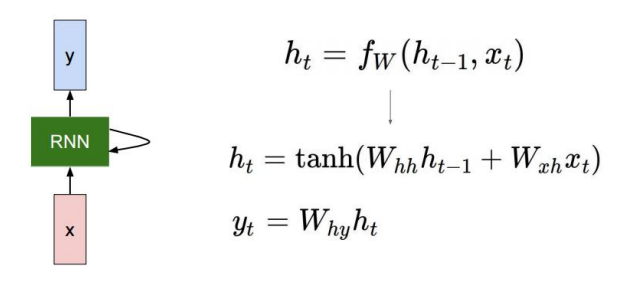 y
RNN
x
h_t = f_W(h_{t-1}, x_t)
h_t = tanh(W_{hh}h_{t-1} + W_{xh}x_t)
y_t = W_{hy}h_t